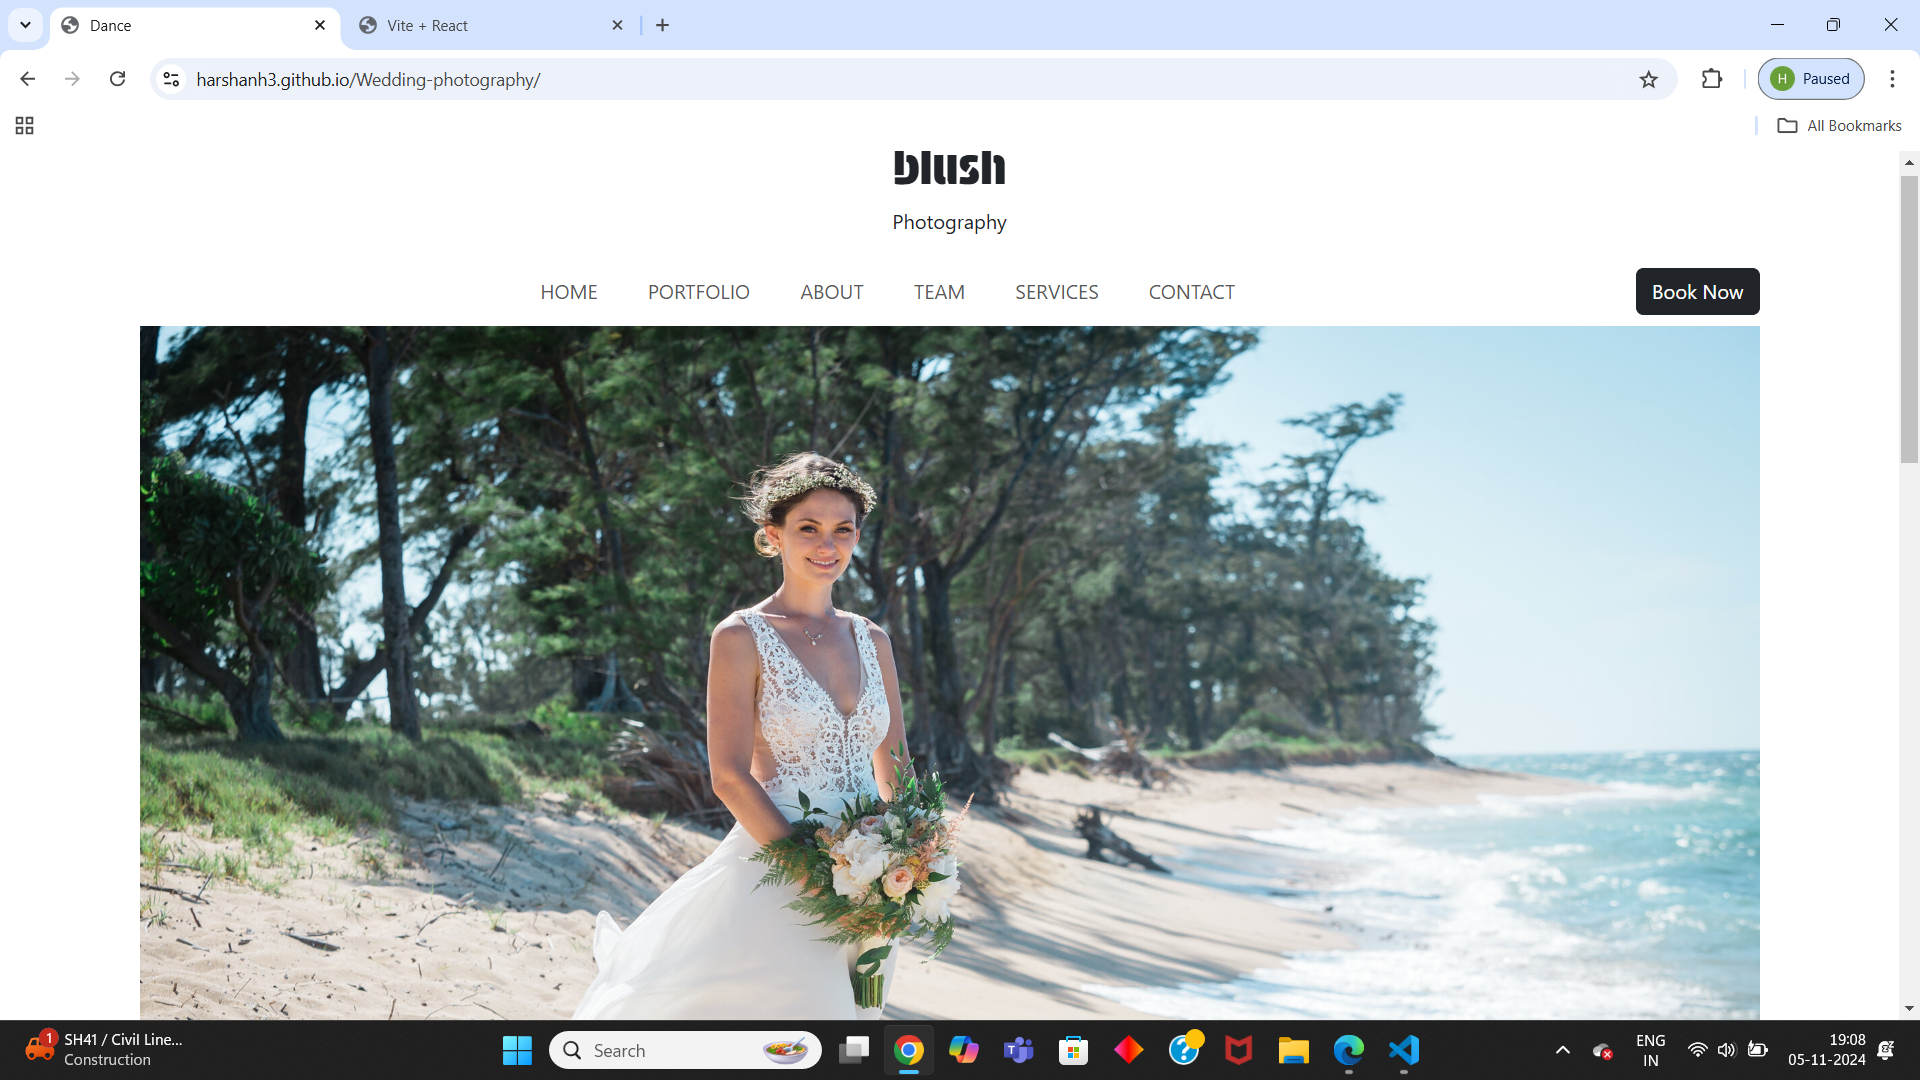 Dance
Vite + React
harshanh3.github.io/Wedding-photography/
H
Paused
All Bookmarks
blush
Photography
HOME
PORTFOLIO
ABOUT
TEAM
SERVICES
CONTACT
Book Now
1
SH41 / Civil Line...
Construction
Search
ENG
IN
19:08
05-11-2024